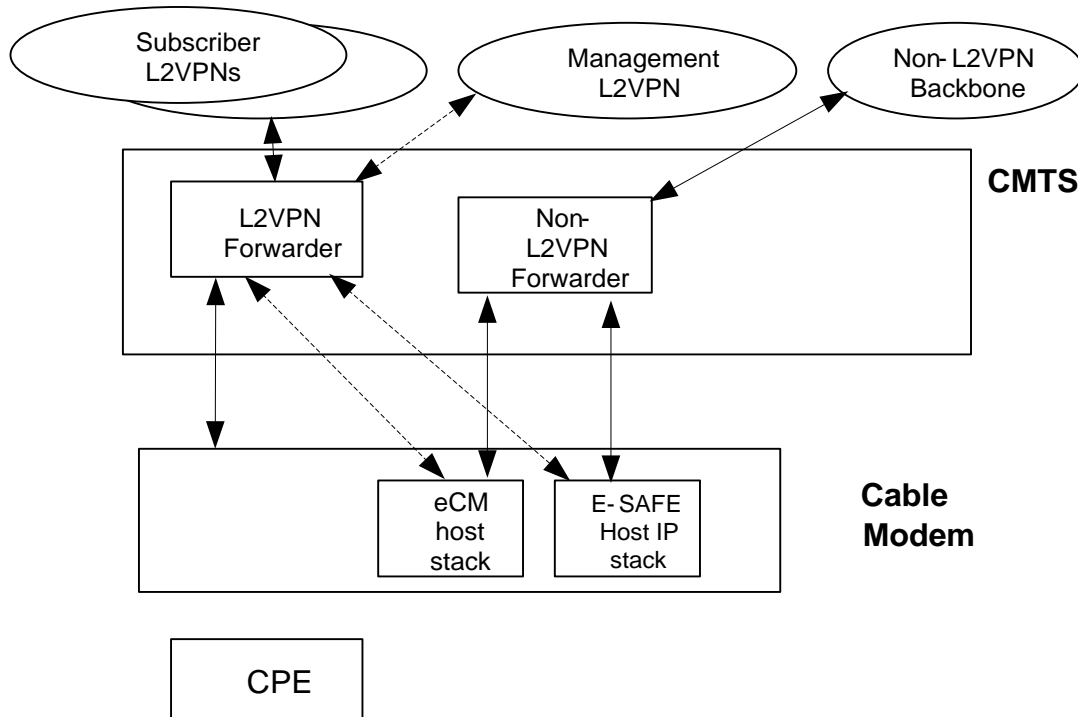 Subscriber
L2VPNs
Management
L2VPN
Non- L2VPN
Backbone
CMTS
L2VPN
Forwarder
Non-
L2VPN
Forwarder
eCM
host
stack
E- SAFE
Host IP
stack
Cable
Modem
CPE